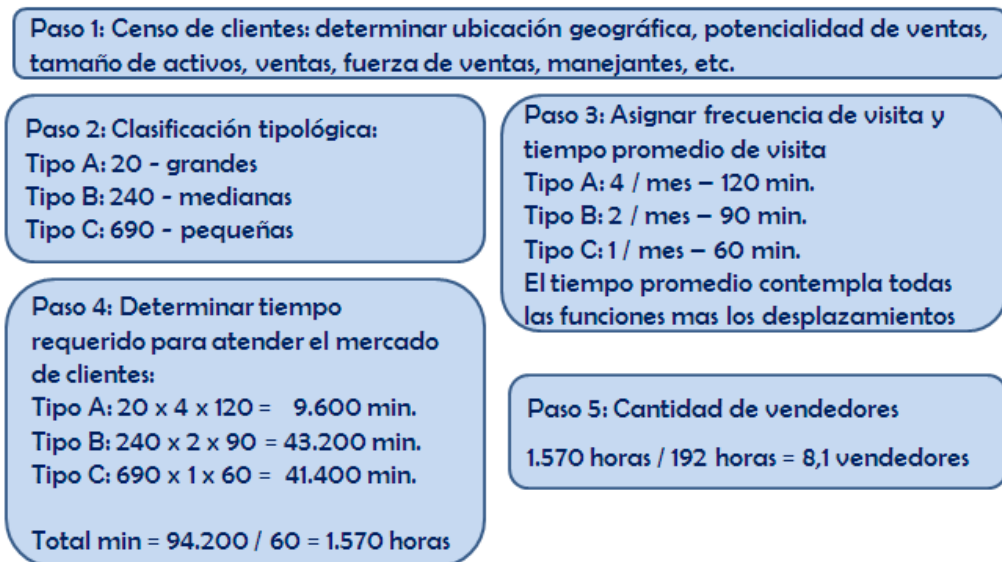 Paso 1: Censo de clientes: determinar ubicación geográfica, potencialidad de ventas,
tamaño de activos, ventas, fuerza de ventas, manejantes, etc.
Paso 2: Clasificación tipológica:
Tipo A: 20 - grandes
Tipo B: 240 - medianas
Tipo C: 690 - pequeñas
Paso 3: Asignar frecuencia de visita y
tiempo promedio de visita
Tipo A: 4 / mes – 120 min.
Tipo B: 2 / mes – 90 min.
Tipo C: 1 / mes – 60 min.
El tiempo promedio contempla todas
las funciones mas los desplazamientos
Paso 4: Determinar tiempo
requerido para atender el mercado
de clientes:
Tipo A: 20 x 4 x 120 = 9.600 min.
Tipo B: 240 x 2 x 90 = 43.200 min.
Tipo C: 690 x 1 x 60 = 41.400 min.
Total min = 94.200 / 60 = 1.570 horas
Paso 5: Cantidad de vendedores
1.570 horas / 192 horas = 8,1 vendedores